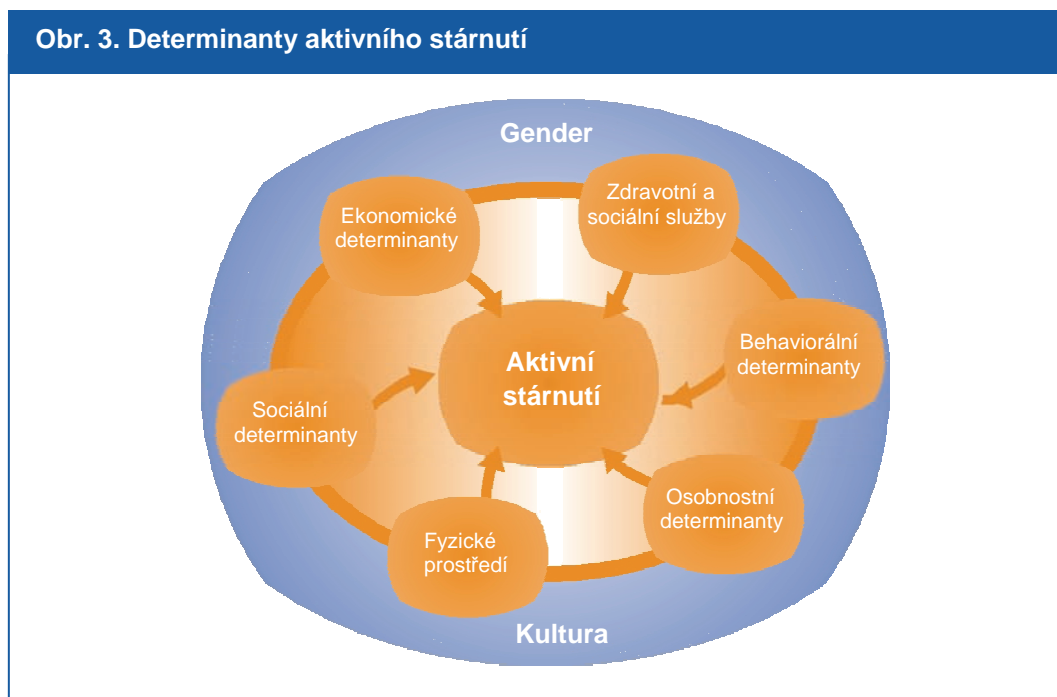 Obr. 3. Determinanty aktivního stárnutí
Gender
Zdravotní a
sociální služby
Ekonomické
determinanty
Behaviorální
determinanty
Aktivní
stárnutí
Sociální
determinanty
Osobnostní
determinanty
Fyzické
prostředí
Kultura